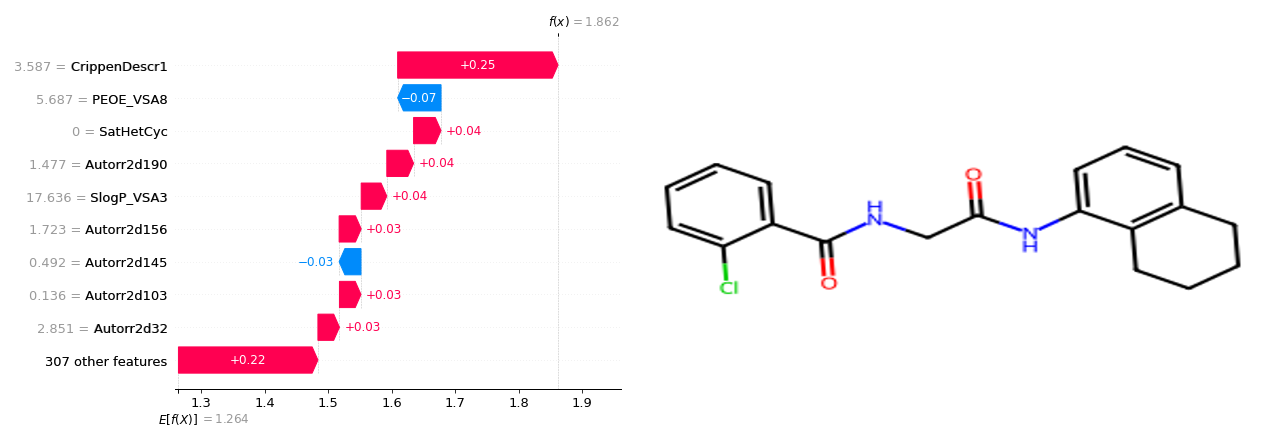 f(x) = 1.862
3.587 = CrippenDescr1
+0.25
5.687 = PEOE_VSA8
−0.07
0 = SatHetCyc
+0.04
1.477 = Autorr2d190
+0.04
17.636 = SlogP_VSA3
+0.04
1.723 = Autorr2d156
+0.03
0.492 = Autorr2d145
−0.03
0.136 = Autorr2d103
+0.03
2.851 = Autorr2d32
+0.03
307 other features
+0.22
1.3 1.4 1.5 1.6 1.7 1.8 1.9
E[f(X)] = 1.264
O
H
N
N
H
O
Cl